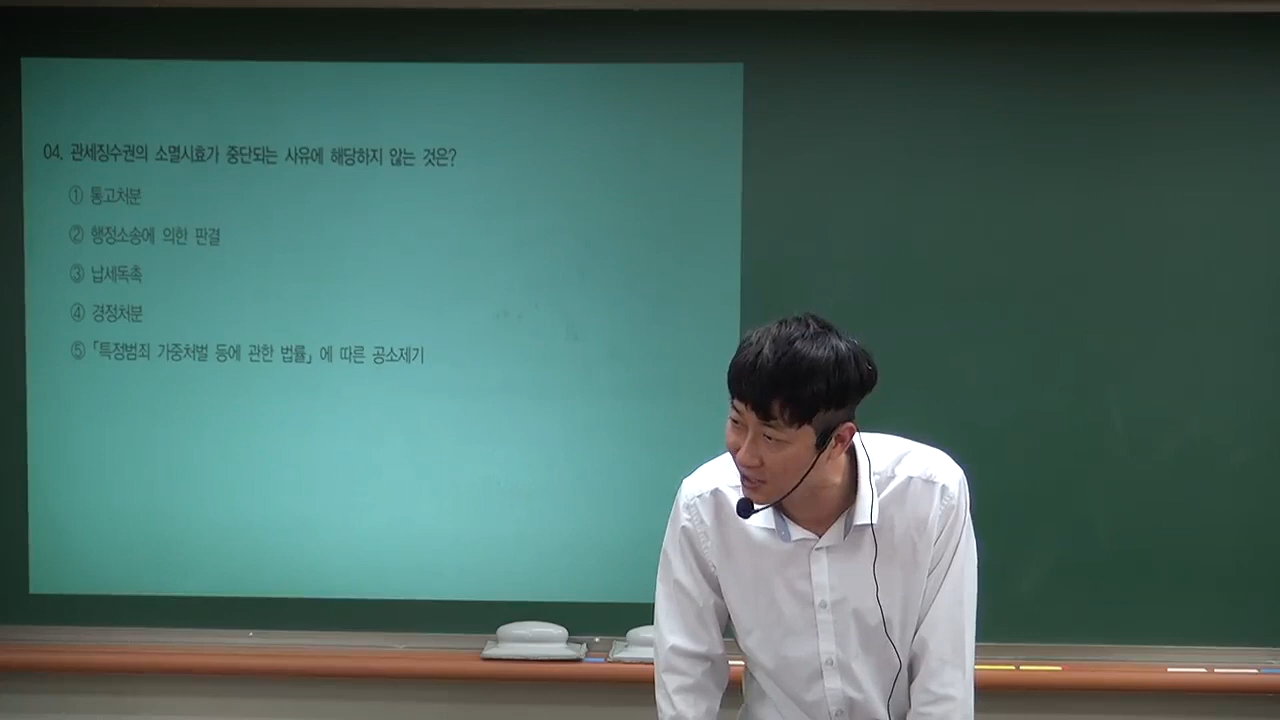 04. 관세징수권의 소멸시효가 중단되는 사유에 해당하지 않는 것은?
① 통고처분
② 행정소송에 의한 판결
③ 납세독촉
④ 경정처분
⑤ 「특정범죄 가중처벌 등에 관한 법률」에 따른 공소제기